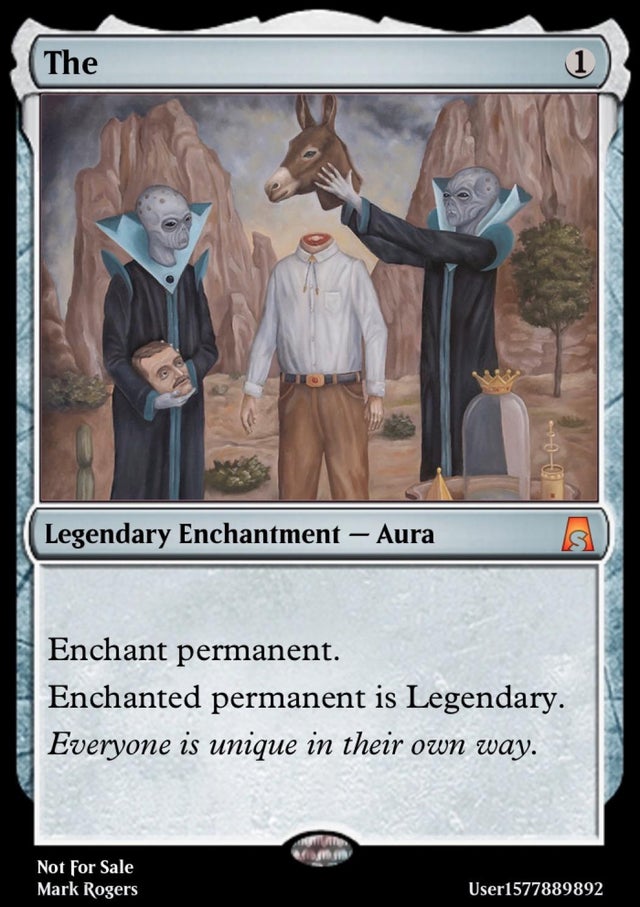 The 1
Legendary Enchantment — Aura
S
Enchant permanent.
Enchanted permanent is Legendary.
Everyone is unique in their own way.
Not For Sale
Mark Rogers User1577889892